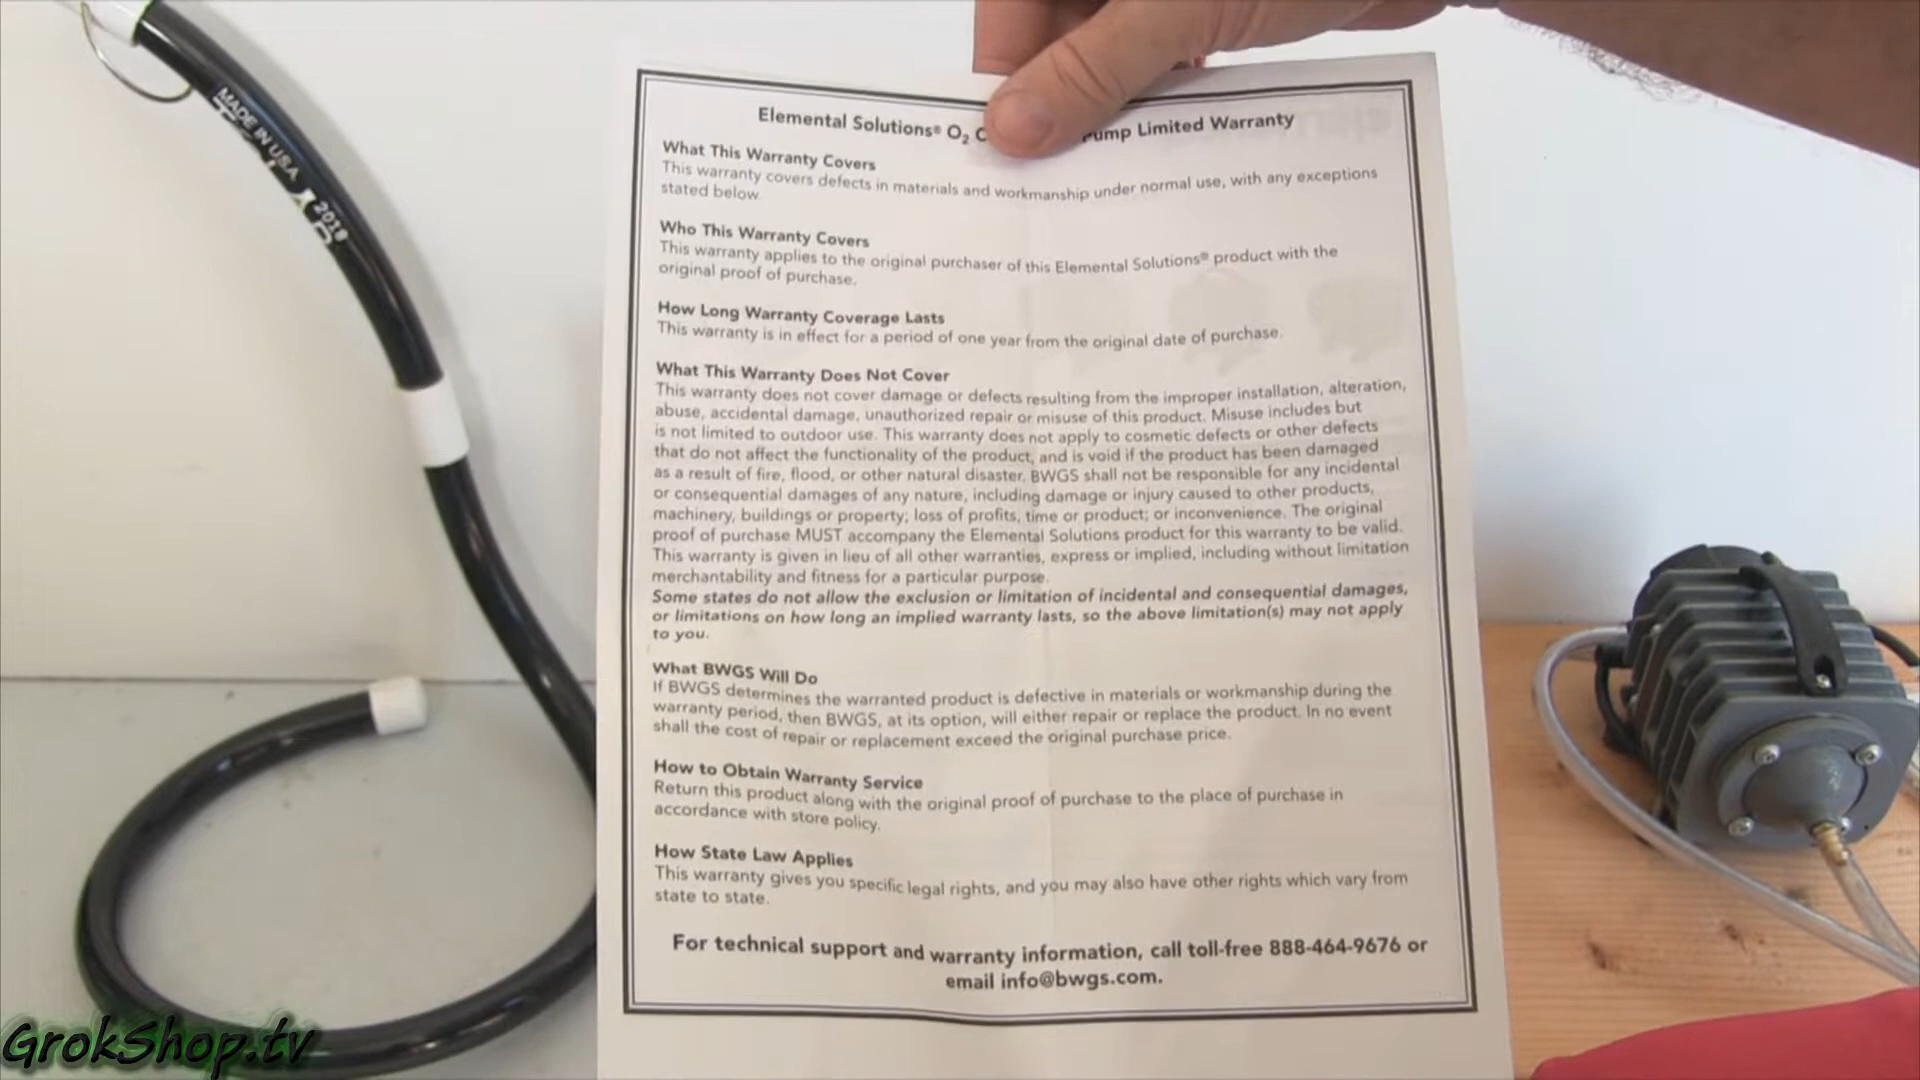 MADE IN USA
2018
Elemental Solutions® O₂ Pump Limited Warranty
What This Warranty Covers
This warranty covers defects in materials and workmanship under normal use, with any exceptions
stated below.
Who This Warranty Covers
This warranty applies to the original purchaser of this Elemental Solutions® product with the
original proof of purchase.
How Long Warranty Coverage Lasts
This warranty is in effect for a period of one year from the original date of purchase.
What This Warranty Does Not Cover
This warranty does not cover damage or defects resulting from the improper installation, alteration,
abuse, accidental damage, unauthorized repair or misuse of this product. Misuse includes but
is not limited to outdoor use. This warranty does not apply to cosmetic defects or other defects
that do not affect the functionality of the product, and is void if the product has been damaged
as a result of fire, flood, or other natural disaster. BWGS shall not be responsible for any incidental
or consequential damages of any nature, including damage or injury caused to other products,
machinery, buildings or property; loss of profits, time or product; or inconvenience. The original
proof of purchase MUST accompany the Elemental Solutions product for this warranty to be valid.
This warranty is given in lieu of all other warranties, express or implied, including without limitation
merchantability and fitness for a particular purpose.
Some states do not allow the exclusion or limitation of incidental and consequential damages,
or limitations on how long an implied warranty lasts, so the above limitation(s) may not apply
to you.
What BWGS Will Do
If BWGS determines the warranted product is defective in materials or workmanship during the
warranty period, then BWGS, at its option, will either repair or replace the product. In no event
shall the cost of repair or replacement exceed the original purchase price.
How to Obtain Warranty Service
Return this product along with the original proof of purchase to the place of purchase in
accordance with store policy.
How State Law Applies
This warranty gives you specific legal rights, and you may also have other rights which vary from
state to state.
For technical support and warranty information, call toll-free 888-464-9676 or
email info@bwgs.com.
GrokShop.tv